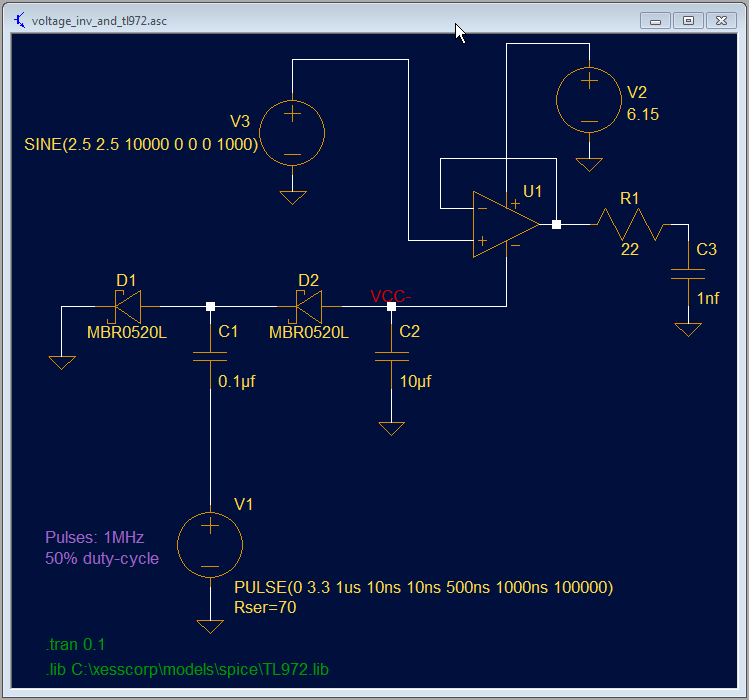 voltage_inv_and_tl972.asc
V3
SINE(2.5 2.5 10000 0 0 0 1000)
V2
6.15
U1
R1
22
C3
1nf
D1
MBR0520L
D2
MBR0520L
VCC-
C1
0.1µf
C2
10µf
V1
Pulses: 1MHz
50% duty-cycle
PULSE(0 3.3 1us 10ns 10ns 500ns 1000ns 100000)
Rser=70
.tran 0.1
.lib C:\xesscorp\models\spice\TL972.lib